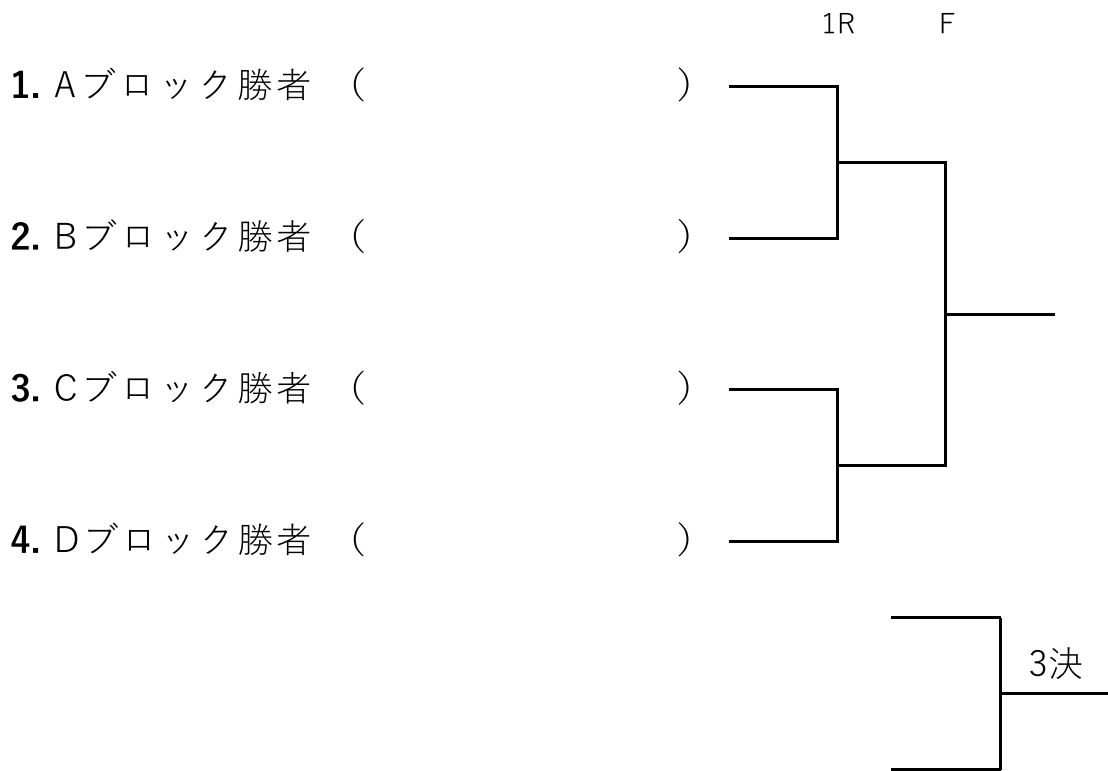 1R F
1. Aブロック勝者 ( )
2. Bブロック勝者 ( )
3. Cブロック勝者 ( )
4. Dブロック勝者 ( )
3決